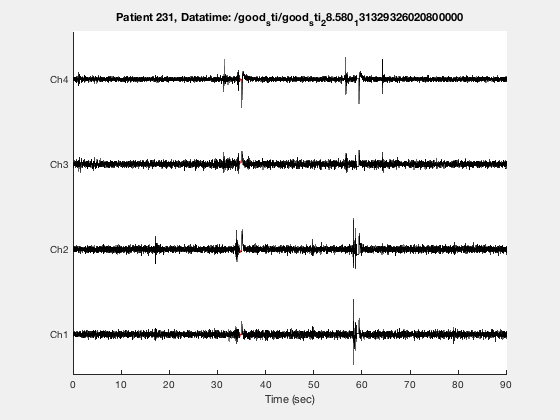 Patient 231, Datatime: /good_sti/good_sti_28.580_131329326020800000
Ch4
Ch3
Ch2
Ch1
0 10 20 30 40 50 60 70 80 90
Time (sec)